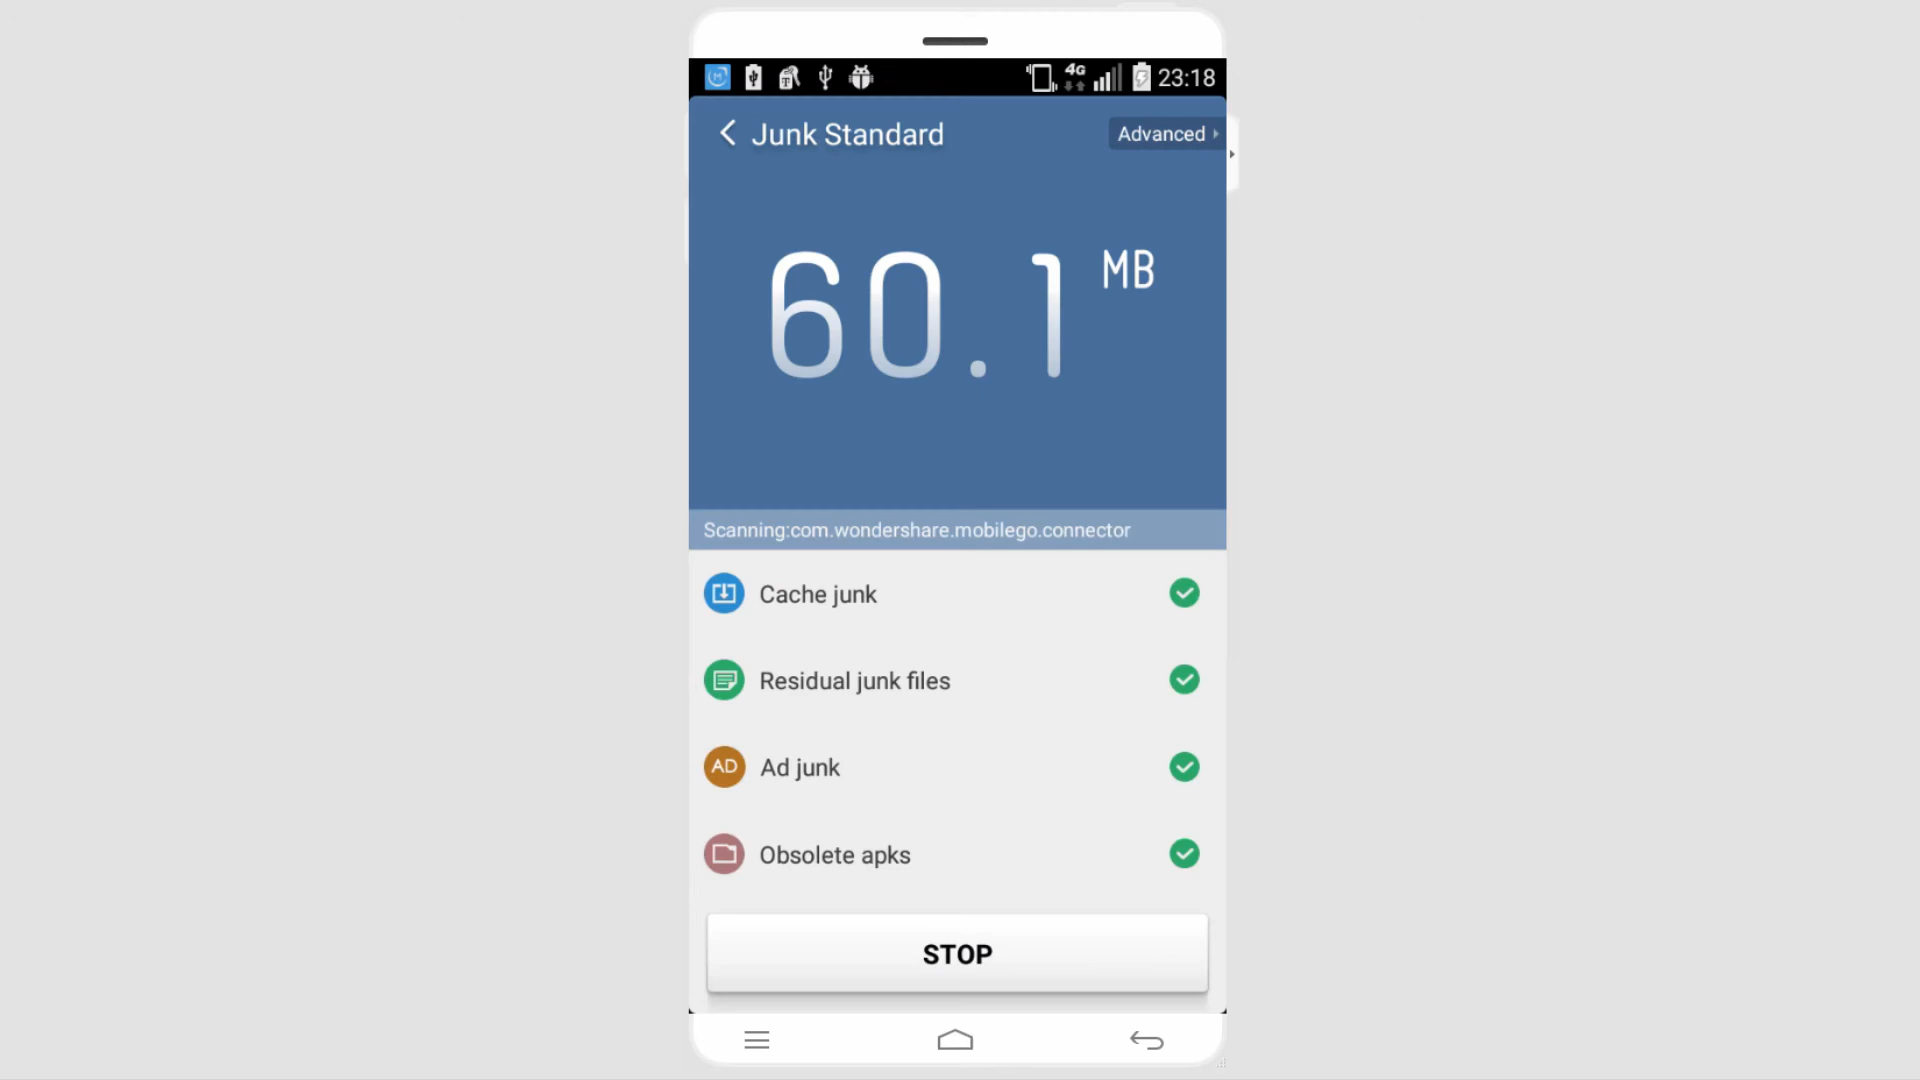 4G
23:18
Junk Standard
Advanced
60.1 MB
Scanning:com.wondershare.mobilego.connector
Cache junk
Residual junk files
AD
Ad junk
Obsolete apks
STOP